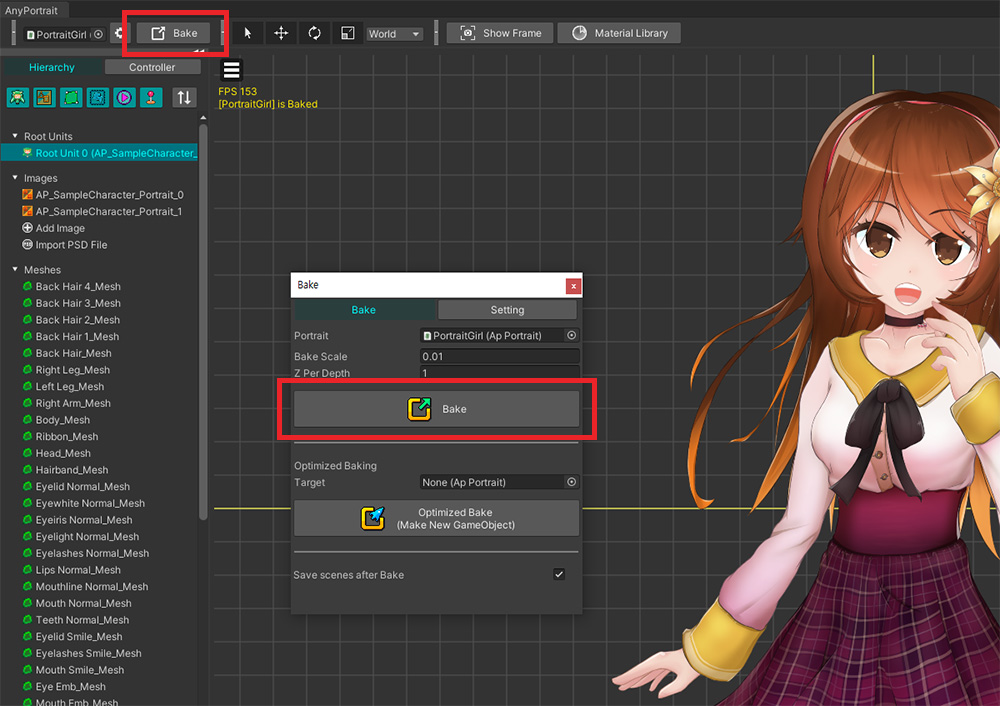 AnyPortrait
PortraitGirl
Bake
World
Show Frame
Material Library
Hierarchy
Controller
FPS 153
[PortraitGirl] is Baked
Root Units
Root Unit 0 (AP_SampleCharacter_
Images
AP_SampleCharacter_Portrait_0
AP_SampleCharacter_Portrait_1
Add Image
Import PSD File
Meshes
Back Hair 4_Mesh
Back Hair 3_Mesh
Back Hair 2_Mesh
Back Hair 1_Mesh
Back Hair_Mesh
Right Leg_Mesh
Left Leg_Mesh
Right Arm_Mesh
Body_Mesh
Ribbon_Mesh
Head_Mesh
Hairband_Mesh
Eyelid Normal_Mesh
Eyewhite Normal_Mesh
Eyeiris Normal_Mesh
Eyelight Normal_Mesh
Eyelashes Normal_Mesh
Lips Normal_Mesh
Mouthline Normal_Mesh
Mouth Normal_Mesh
Teeth Normal_Mesh
Eyelid Smile_Mesh
Eyelashes Smile_Mesh
Mouth Smile_Mesh
Eye Emb_Mesh
Mouth Emb_Mesh
Bake
x
Bake
Setting
Portrait
PortraitGirl (Ap Portrait)
Bake Scale
0.01
Z Per Depth
1
Bake
Optimized Baking
Target
None (Ap Portrait)
Optimized Bake
(Make New GameObject)
Save scenes after Bake